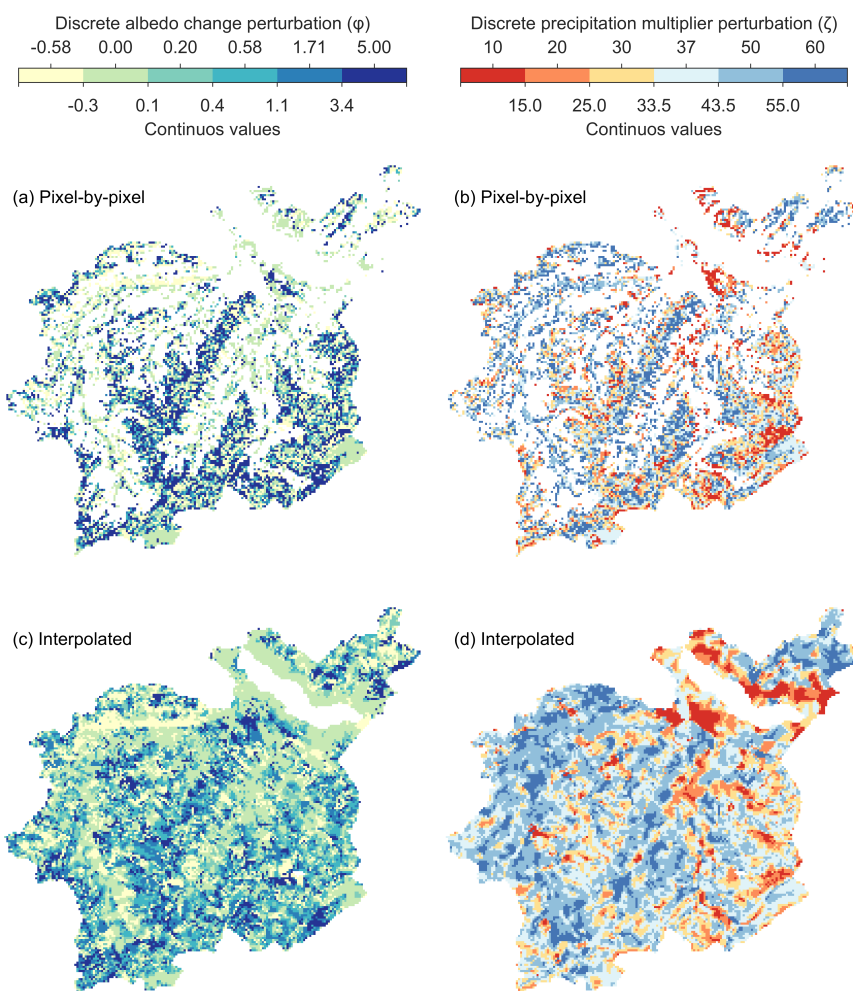 Discrete albedo change perturbation (φ)
-0.58 0.00 0.20 0.58 1.71 5.00
-0.3 0.1 0.4 1.1 3.4
Continuos values
Discrete precipitation multiplier perturbation (ζ)
10 20 30 37 50 60
15.0 25.0 33.5 43.5 55.0
Continuos values
(a) Pixel-by-pixel
(b) Pixel-by-pixel
(c) Interpolated
(d) Interpolated